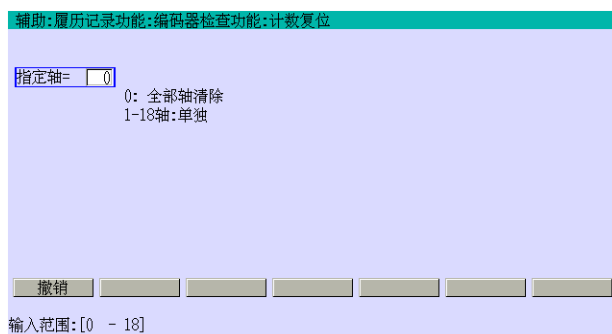 辅助:履历记录功能:编码器检查功能:计数复位
指定轴= 0
0: 全部轴清除
1-18轴:单独
撤销
输入范围:[0 - 18]